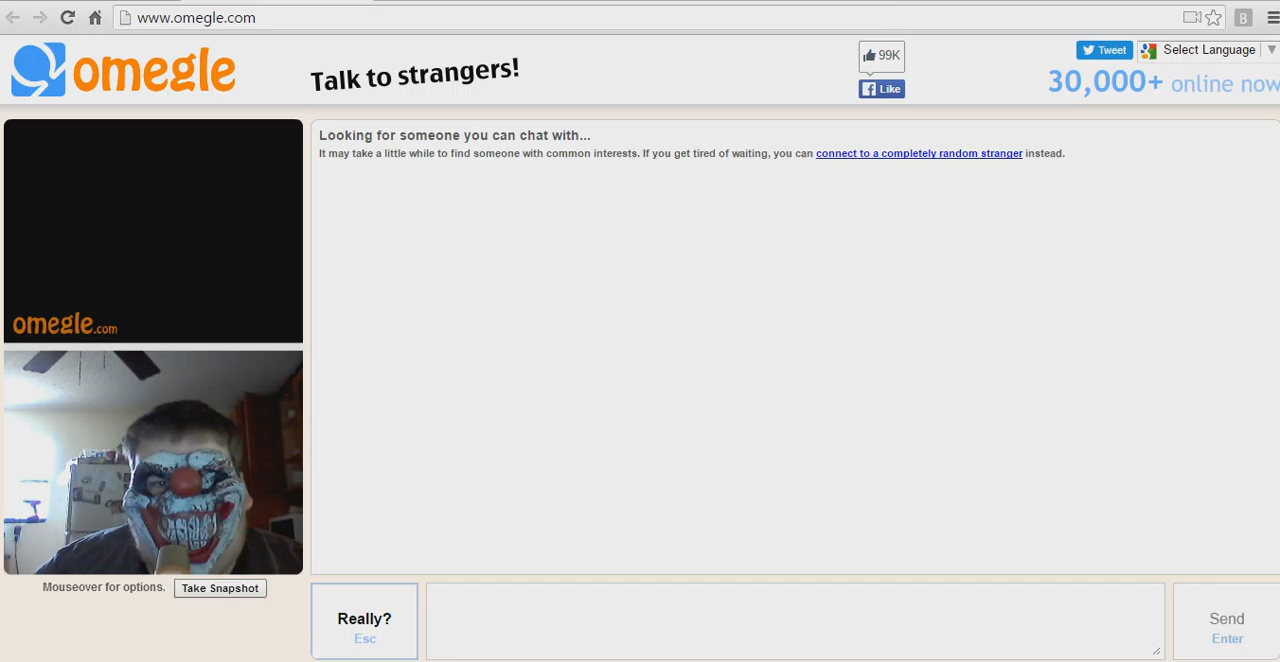 www.omegle.com
B
omegle
Talk to strangers!
99K
Like
Tweet
Select Language
30,000+ online now
omegle.com
Looking for someone you can chat with...
It may take a little while to find someone with common interests. If you get tired of waiting, you can connect to a completely random stranger instead.
Mouseover for options.
Take Snapshot
Really?
Esc
Send
Enter